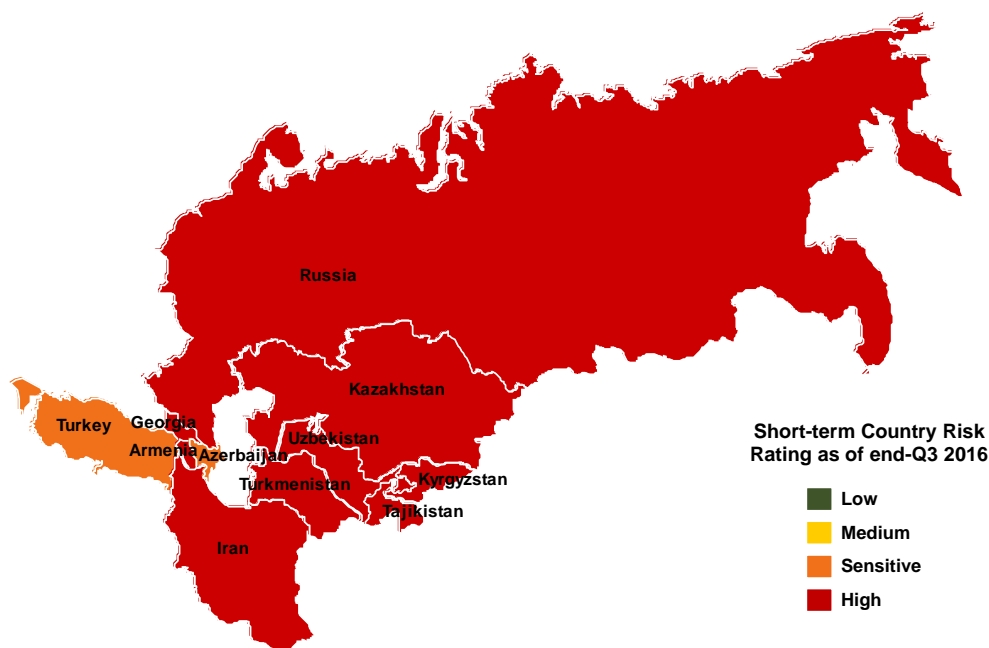 Russia
Kazakhstan
Turkey
Georgia
Uzbekistan
Armenia
Azerbaijan
Turkmenistan
Kyrgyzstan
Tajikistan
Iran
Short-term Country Risk
Rating as of end-Q3 2016
Low
Medium
Sensitive
High